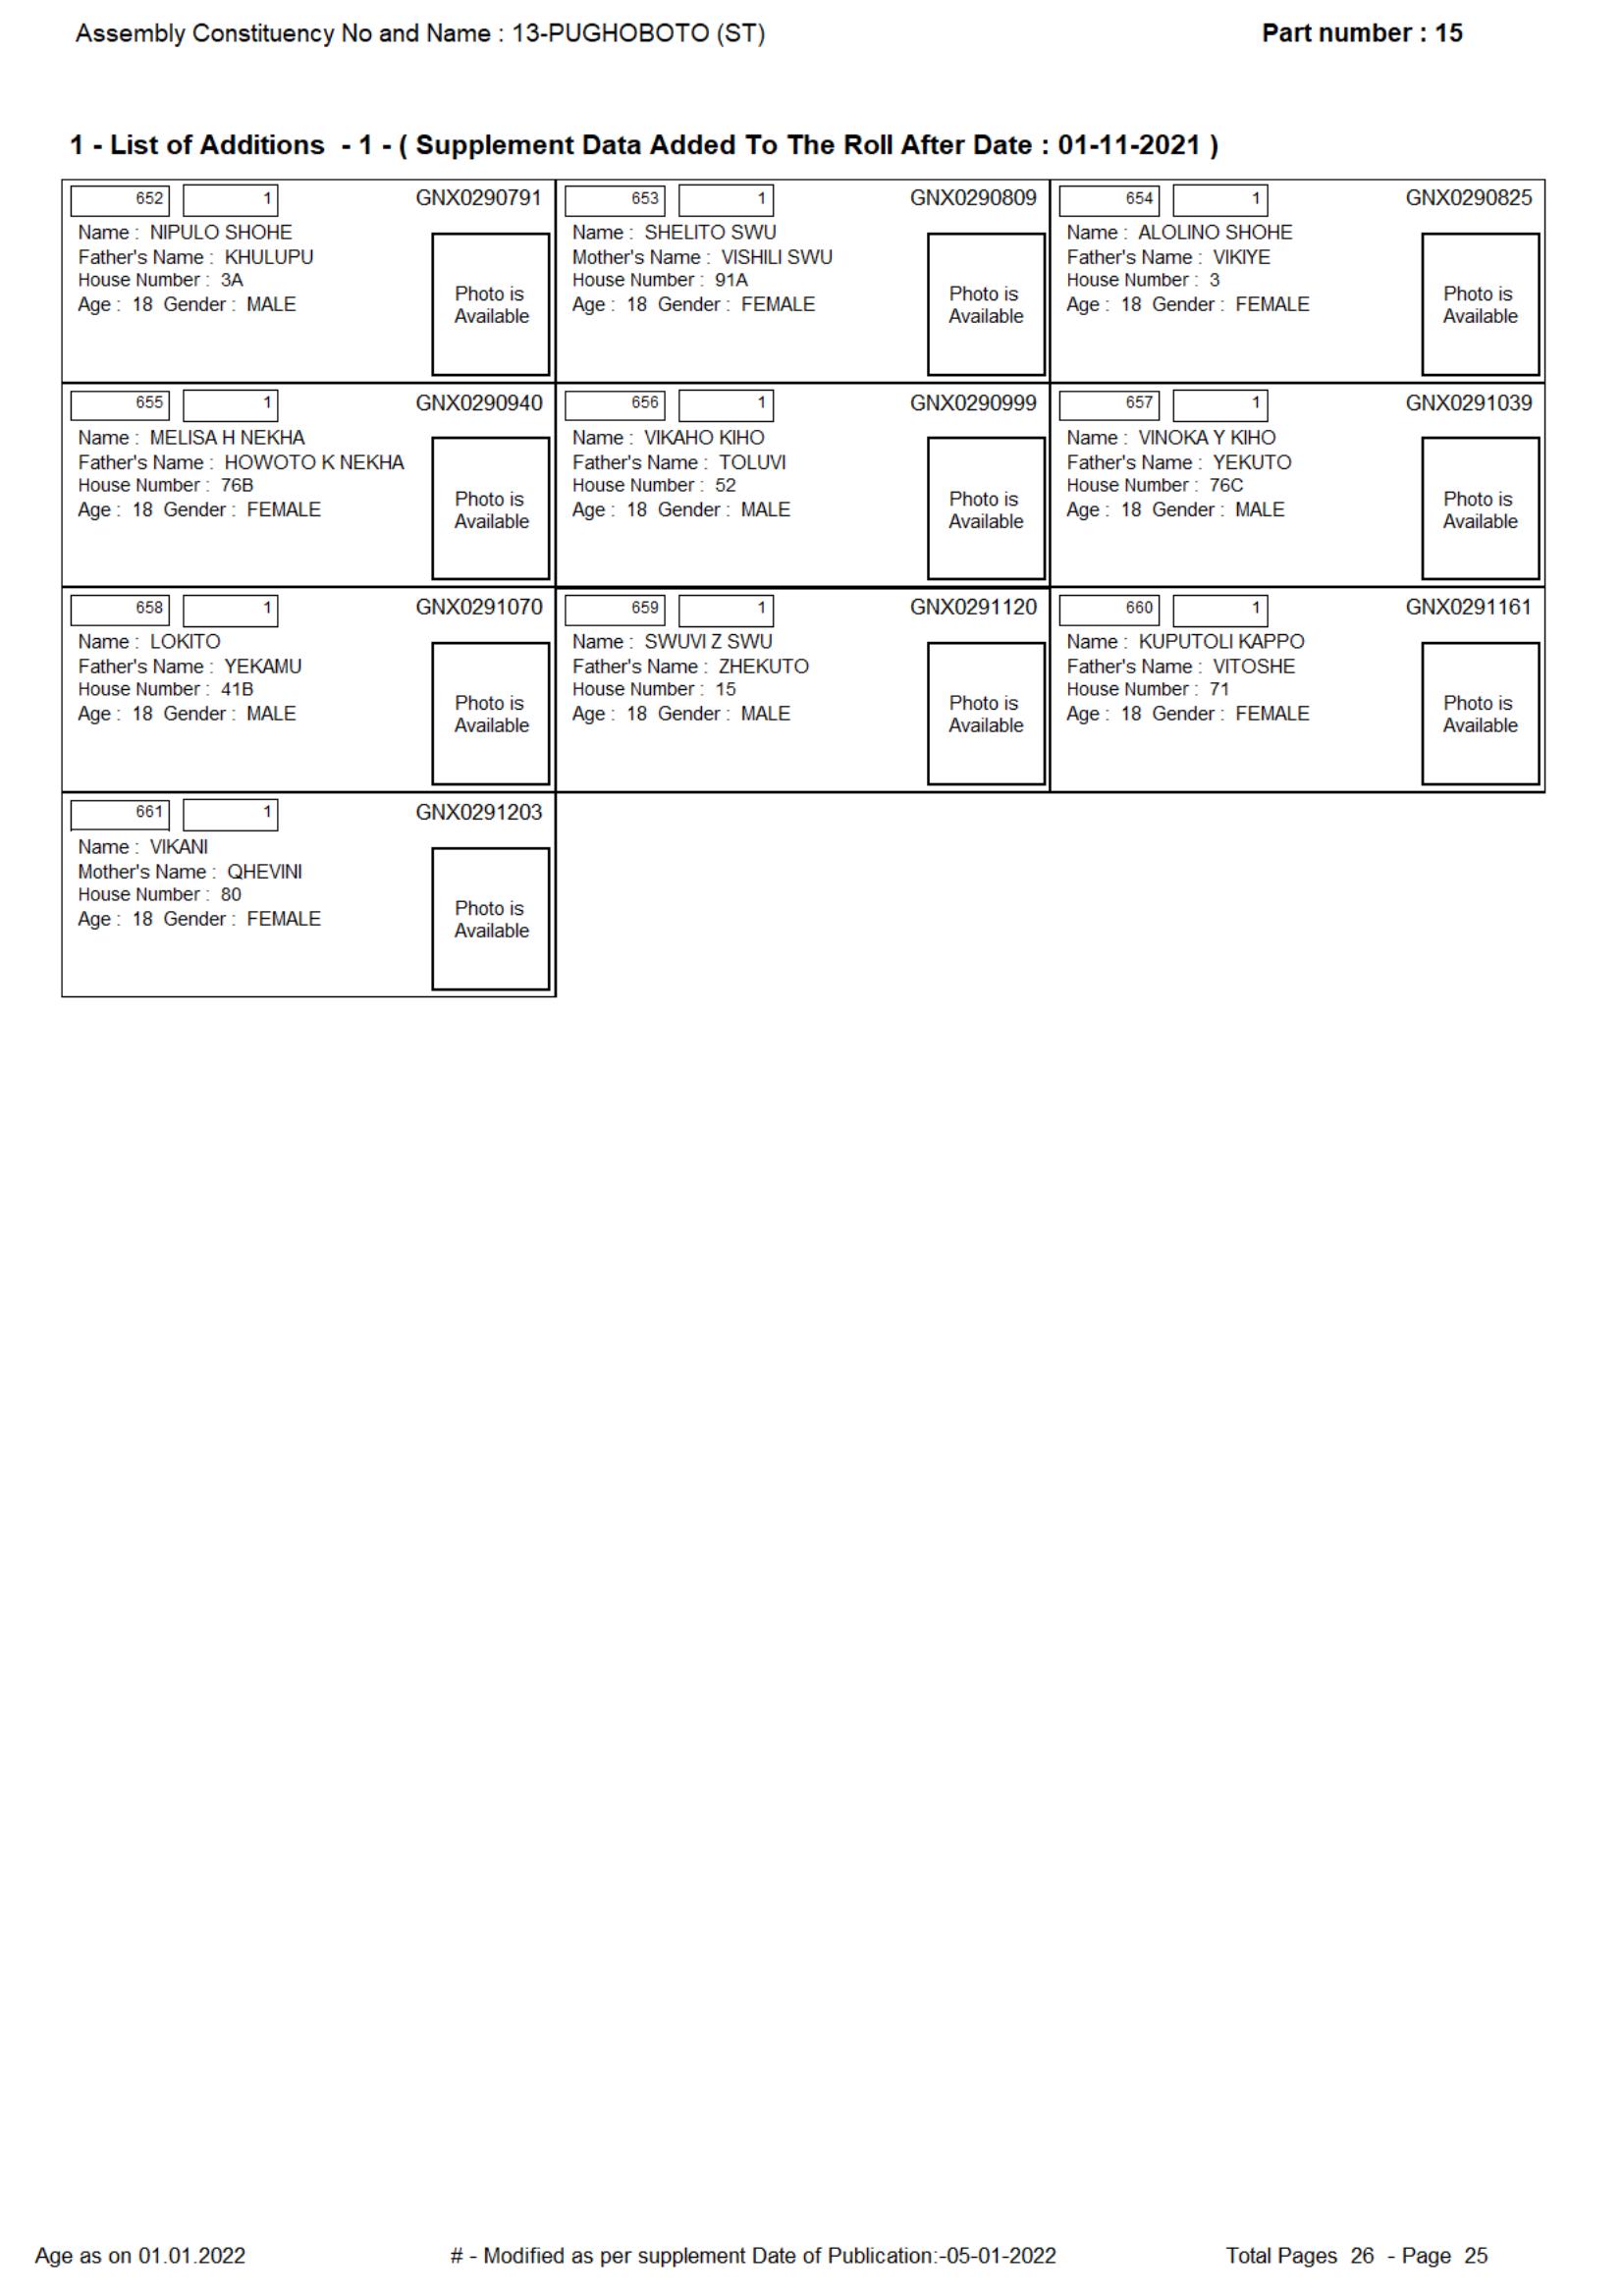 Assembly Constituency No and Name : 13-PUGHOBOTO (ST)
Part number : 15
1 - List of Additions - 1 - ( Supplement Data Added To The Roll After Date : 01-11-2021 )
652 1 GNX0290791
Name : NIPULO SHOHE
Father's Name : KHULUPU
House Number : 3A
Age : 18 Gender : MALE
Photo is
Available
653 1 GNX0290809
Name : SHELITO SWU
Mother's Name : VISHILI SWU
House Number : 91A
Age : 18 Gender : FEMALE
Photo is
Available
654 1 GNX0290825
Name : ALOLINO SHOHE
Father's Name : VIKIYE
House Number : 3
Age : 18 Gender : FEMALE
Photo is
Available
655 1 GNX0290940
Name : MELISA H NEKHA
Father's Name : HOWOTO K NEKHA
House Number : 76B
Age : 18 Gender : FEMALE
Photo is
Available
656 1 GNX0290999
Name : VIKAHO KIHO
Father's Name : TOLUVI
House Number : 52
Age : 18 Gender : MALE
Photo is
Available
657 1 GNX0291039
Name : VINOKA Y KIHO
Father's Name : YEKUTO
House Number : 76C
Age : 18 Gender : MALE
Photo is
Available
658 1 GNX0291070
Name : LOKITO
Father's Name : YEKAMU
House Number : 41B
Age : 18 Gender : MALE
Photo is
Available
659 1 GNX0291120
Name : SWUVI Z SWU
Father's Name : ZHEKUTO
House Number : 15
Age : 18 Gender : MALE
Photo is
Available
660 1 GNX0291161
Name : KUPUTOLI KAPPO
Father's Name : VITOSHE
House Number : 71
Age : 18 Gender : FEMALE
Photo is
Available
661 1 GNX0291203
Name : VIKANI
Mother's Name : QHEVINI
House Number : 80
Age : 18 Gender : FEMALE
Photo is
Available
Age as on 01.01.2022
# - Modified as per supplement Date of Publication:-05-01-2022
Total Pages 26 - Page 25